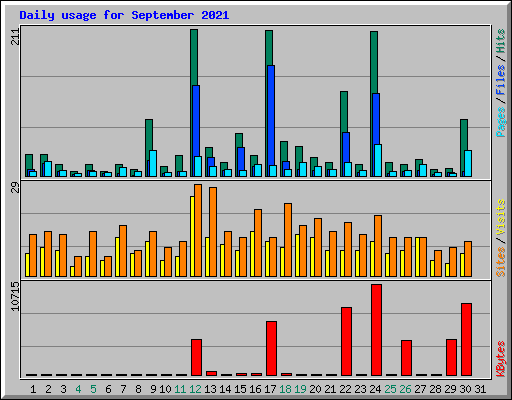 Daily usage for September 2021
211
Pages / Files / Hits
29
Sites / Visits
10715
KBytes
1 2 3 4 5 6 7 8 9 10 11 12 13 14 15 16 17 18 19 20 21 22 23 24 25 26 27 28 29 30 31